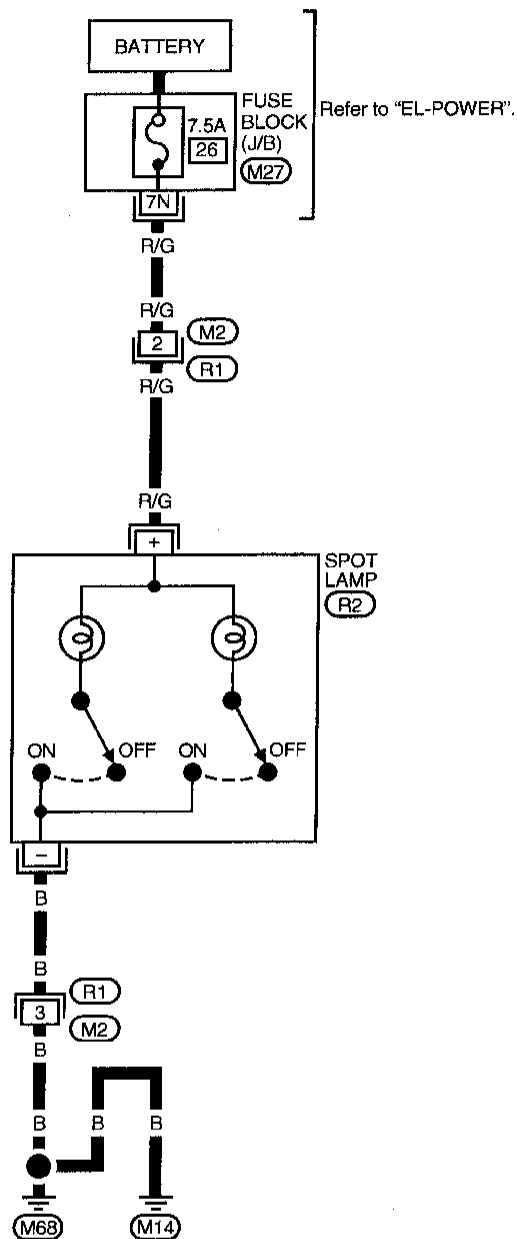 BATTERY
FUSE
BLOCK
(J/B)
7.5A
26
M27
Refer to "EL-POWER".
7N
R/G
R/G
2
M2
R1
R/G
R/G
+
SPOT
LAMP
R2
ON
OFF
ON
OFF
–
B
B
R1
3
M2
B
B
B
B
M68
M14